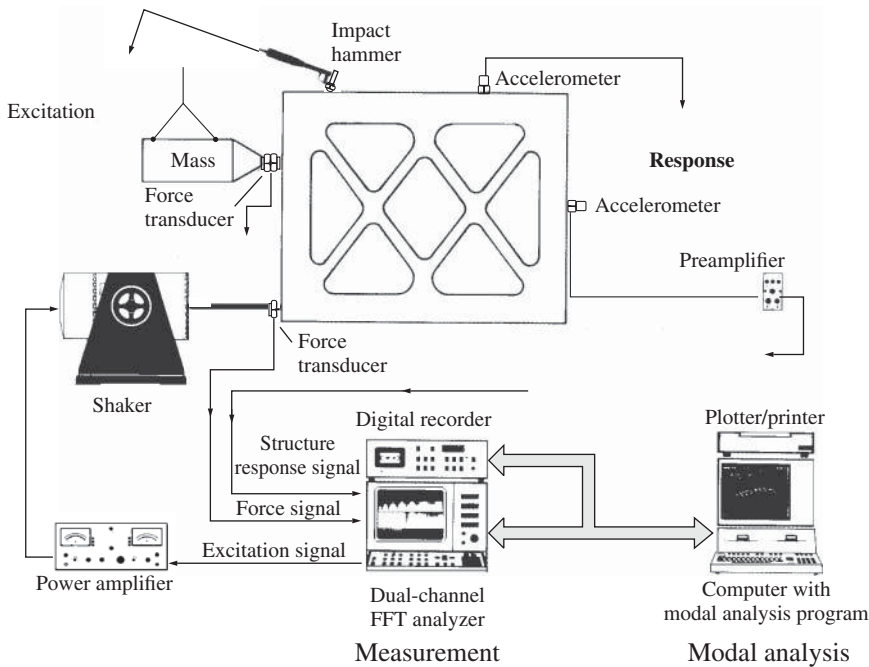 Impact
hammer
Accelerometer
Excitation
Mass
Response
Force
transducer
Accelerometer
Preamplifier
Force
transducer
Shaker
Digital recorder
Plotter/printer
Structure
response signal
Force signal
Excitation signal
Power amplifier
Dual-channel
FFT analyzer
Computer with
modal analysis program
Measurement
Modal analysis